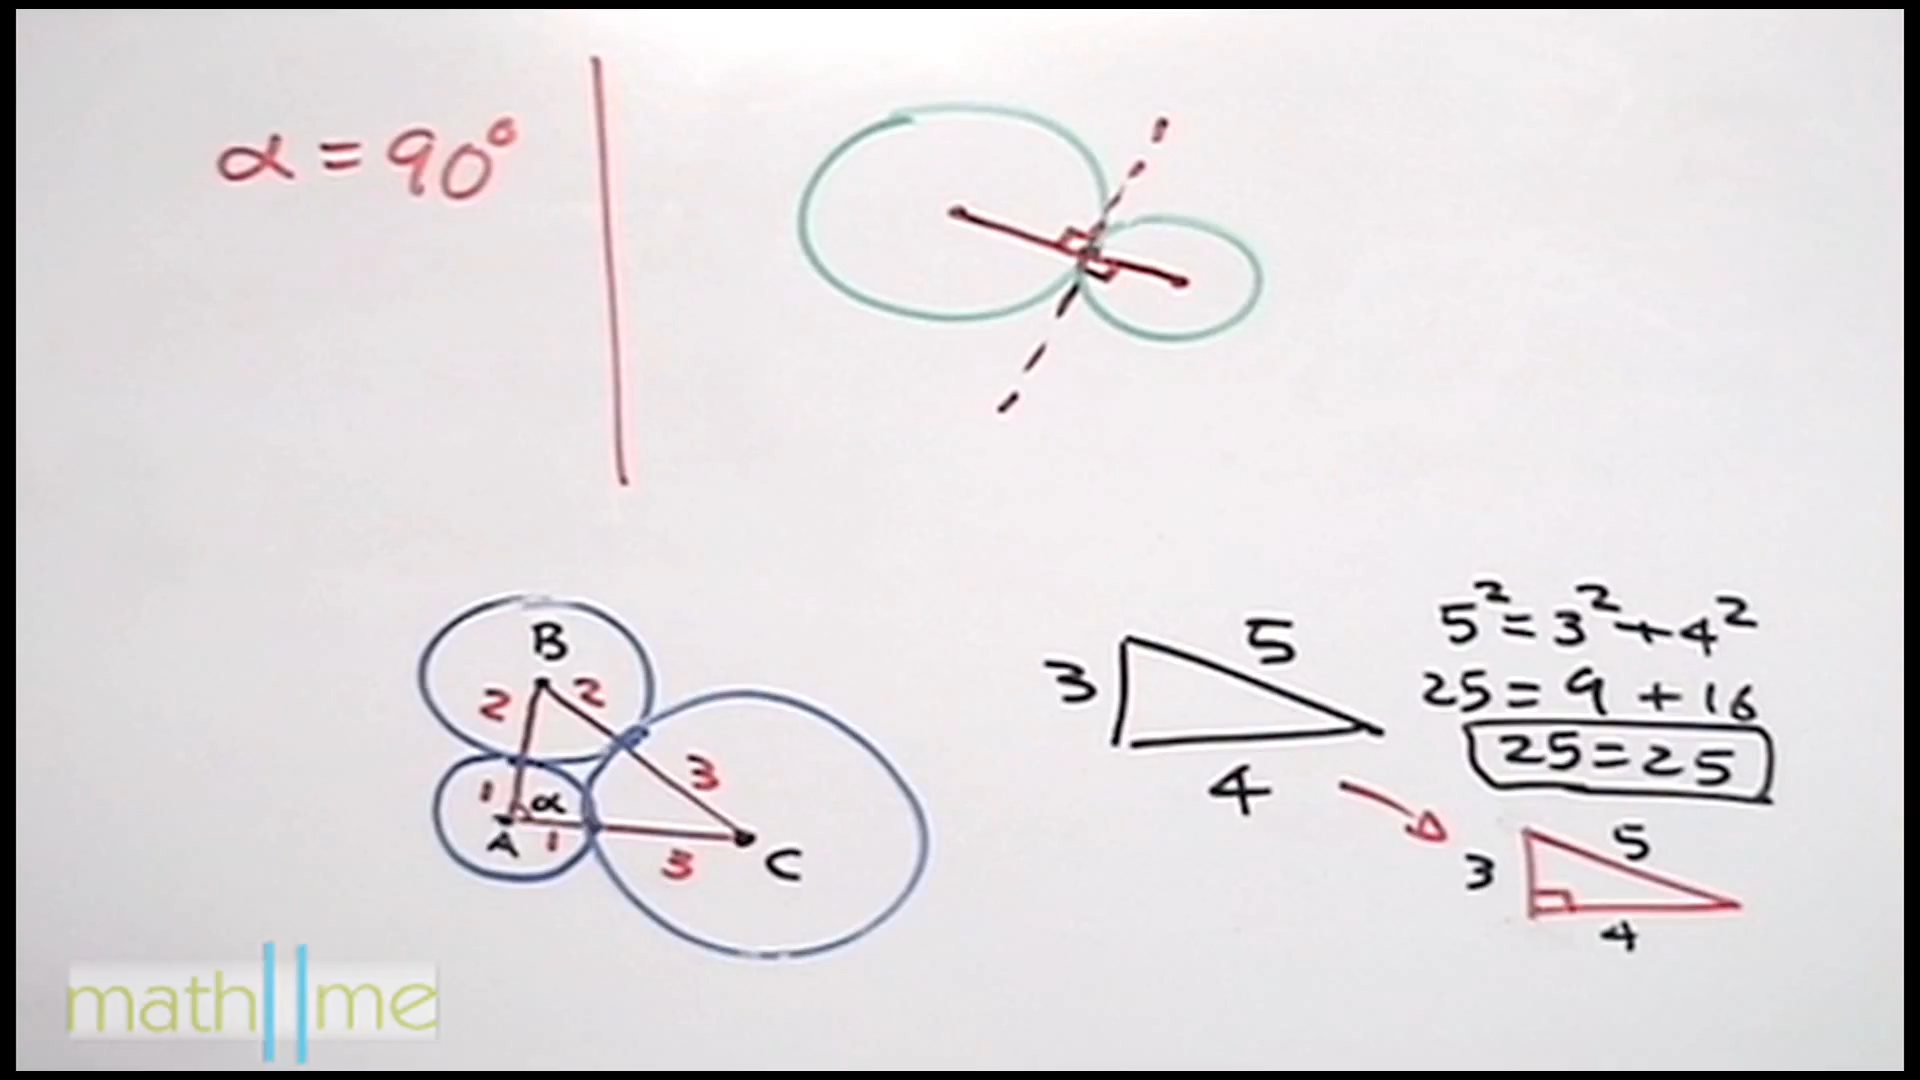 α = 90°
B
2 2
1 α
A 1
3
3
C
3
5
4
5² = 3² + 4²
25 = 9 + 16
25 = 25
3
5
4
math me